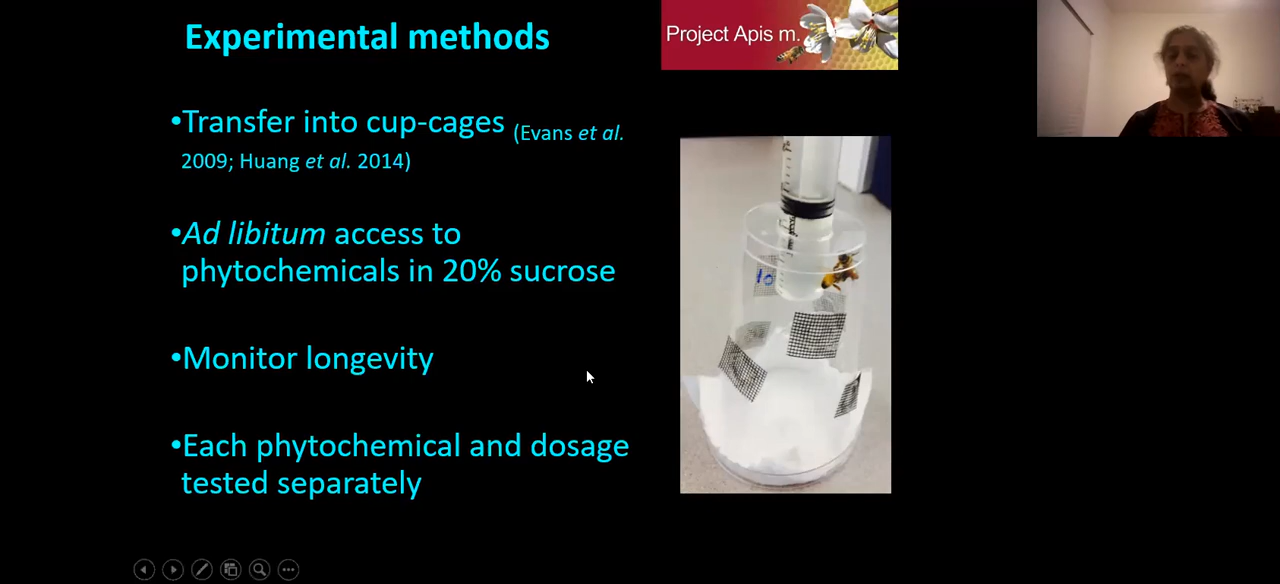 Experimental methods
Project Apis m.
•Transfer into cup-cages (Evans et al.
2009; Huang et al. 2014)
•Ad libitum access to
phytochemicals in 20% sucrose
•Monitor longevity
•Each phytochemical and dosage
tested separately
10